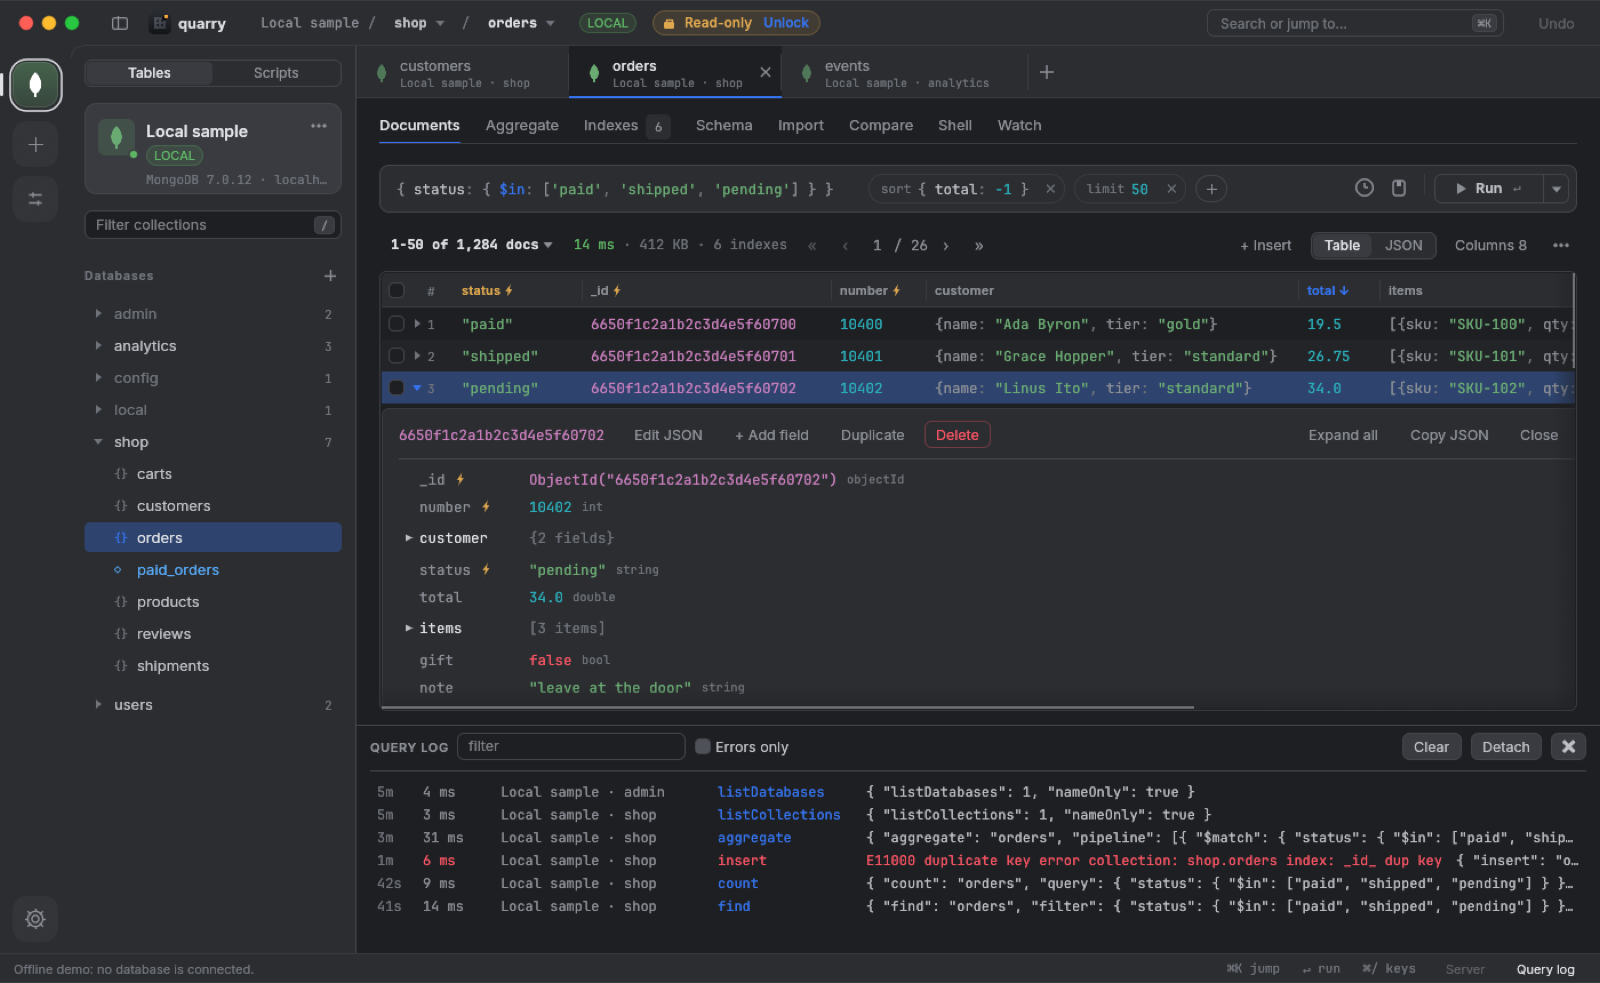 quarry
Local sample / shop / orders
LOCAL
Read-only Unlock
Search or jump to... ⌘K
Undo
Tables Scripts
Local sample
LOCAL
MongoDB 7.0.12 · localh…
Filter collections /
Databases +
admin 2
analytics 3
config 1
local 1
shop 7
{} carts
{} customers
{} orders
paid_orders
{} products
{} reviews
{} shipments
users 2
customers
Local sample · shop
orders
Local sample · shop
events
Local sample · analytics
Documents Aggregate Indexes 6 Schema Import Compare Shell Watch
{ status: { $in: ['paid', 'shipped', 'pending'] } } sort { total: -1 } × limit 50 × + Run ↵
1-50 of 1,284 docs 14 ms · 412 KB · 6 indexes « ‹ 1 / 26 › » + Insert Table JSON Columns 8 •••
# status _id number customer total ↓ items
1 "paid" 6650f1c2a1b2c3d4e5f60700 10400 {name: "Ada Byron", tier: "gold"} 19.5 [{sku: "SKU-100", qty:
2 "shipped" 6650f1c2a1b2c3d4e5f60701 10401 {name: "Grace Hopper", tier: "standard"} 26.75 [{sku: "SKU-101", qty:
3 "pending" 6650f1c2a1b2c3d4e5f60702 10402 {name: "Linus Ito", tier: "standard"} 34.0 [{sku: "SKU-102", qty:
6650f1c2a1b2c3d4e5f60702 Edit JSON + Add field Duplicate Delete Expand all Copy JSON Close
_id ObjectId("6650f1c2a1b2c3d4e5f60702") objectId
number 10402 int
customer {2 fields}
status "pending" string
total 34.0 double
items [3 items]
gift false bool
note "leave at the door" string
QUERY LOG filter Errors only Clear Detach
5m 4 ms Local sample · admin listDatabases { "listDatabases": 1, "nameOnly": true }
5m 3 ms Local sample · shop listCollections { "listCollections": 1, "nameOnly": true }
3m 31 ms Local sample · shop aggregate { "aggregate": "orders", "pipeline": [{ "$match": { "status": { "$in": ["paid", "ship…
1m 6 ms Local sample · shop insert E11000 duplicate key error collection: shop.orders index: _id_ dup key { "insert": "o…
42s 9 ms Local sample · shop count { "count": "orders", "query": { "status": { "$in": ["paid", "shipped", "pending"] } }…
41s 14 ms Local sample · shop find { "find": "orders", "filter": { "status": { "$in": ["paid", "shipped", "pending"] } }…
Offline demo: no database is connected. ⌘K jump ↵ run ⌘/ keys Server Query log